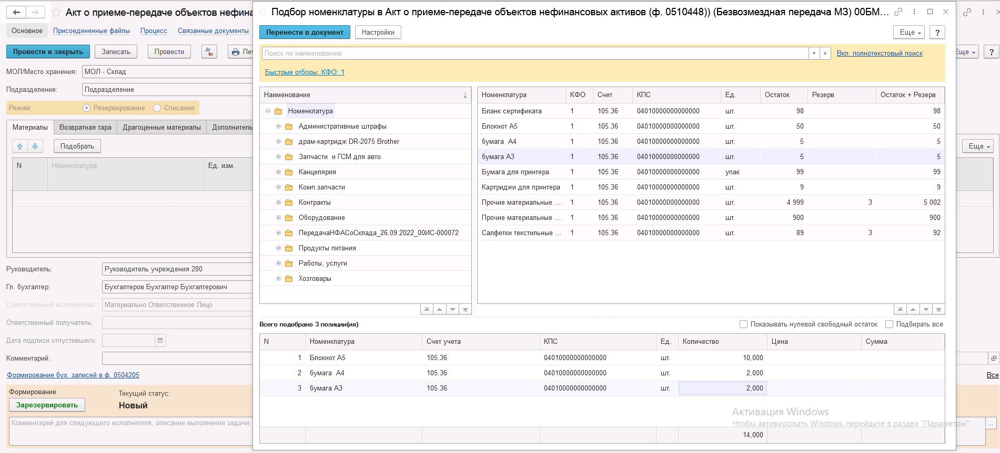 Акт о приеме-передаче объектов нефина
Основное Присоединенные файлы Процесс Связанные документы
Провести и закрыть Записать Провести Дт Кт Печ Еще ?
МОЛ/Место хранения: МОЛ - Склад
Подразделение: Подразделение
Режим: Резервирование Списание
Материалы Возвратная тара Драгоценные материалы Дополнитель
Подобрать Еще
N Номенклатура Ед. изм.
Руководитель: Руководитель учреждения 280
Гл. бухгалтер: Бухгалтеров Бухгалтер Бухгалтерович
Ответственный исполнитель: Материально Ответственное Лицо
Ответственный получатель:
Дата подписи отпустившего: . .
Комментарий:
Формирование бух. записей в ф. 0504205 Все
Формирование Текущий статус:
Зарезервировать Новый
Комментарий для следующего исполнителя, описание выполнения задачи ...
Подбор номенклатуры в Акт о приеме-передаче объектов нефинансовых активов (ф. 0510448)) (Безвозмездная передача МЗ) 00БМ...
Перенести в документ Настройки Еще ?
Поиск по наименованию Вкл. полнотекстовый поиск
Быстрые отборы: КФО: 1
Наименование
Номенклатура
Административные штрафы
драм-картридж DR-2075 Brother
Запчасти и ГСМ для авто
Канцелярия
Комп.запчасти
Контракты
Оборудование
ПередачаНФАСоСклада_26.09.2022_00ИС-000072
Продукты питания
Работы, услуги
Хозтовары
Номенклатура КФО Счет КПС Ед. Остаток Резерв Остаток + Резерв
Бланк сертификата 1 105.36 04010000000000000 шт. 98 98
Блокнот А5 1 105.36 04010000000000000 шт. 50 50
бумага А4 1 105.36 04010000000000000 шт. 5 5
бумага А3 1 105.36 04010000000000000 шт. 5 5
Бумага для принтера 1 105.36 04010000000000000 упак 99 99
Картриджи для принтера 1 105.36 04010000000000000 шт. 9 9
Прочие материальные ... 1 105.36 04010000000000000 шт. 4 999 3 5 002
Прочие материальные ... 1 105.36 04010000000000000 шт. 900 900
Салфетки текстильные ... 1 105.36 04010000000000000 шт. 89 3 92
Всего подобрано 3 позиции(ия) Показывать нулевой свободный остаток Подбирать все
N Номенклатура Счет учета КПС Ед. Количество Цена Сумма
1 Блокнот А5 105.36 04010000000000000 шт. 10,000
2 бумага А4 105.36 04010000000000000 шт. 2,000
3 бумага А3 105.36 04010000000000000 шт. 2,000
14,000
Активация Windows
Чтобы активировать Windows, перейдите в раздел "Параметры".